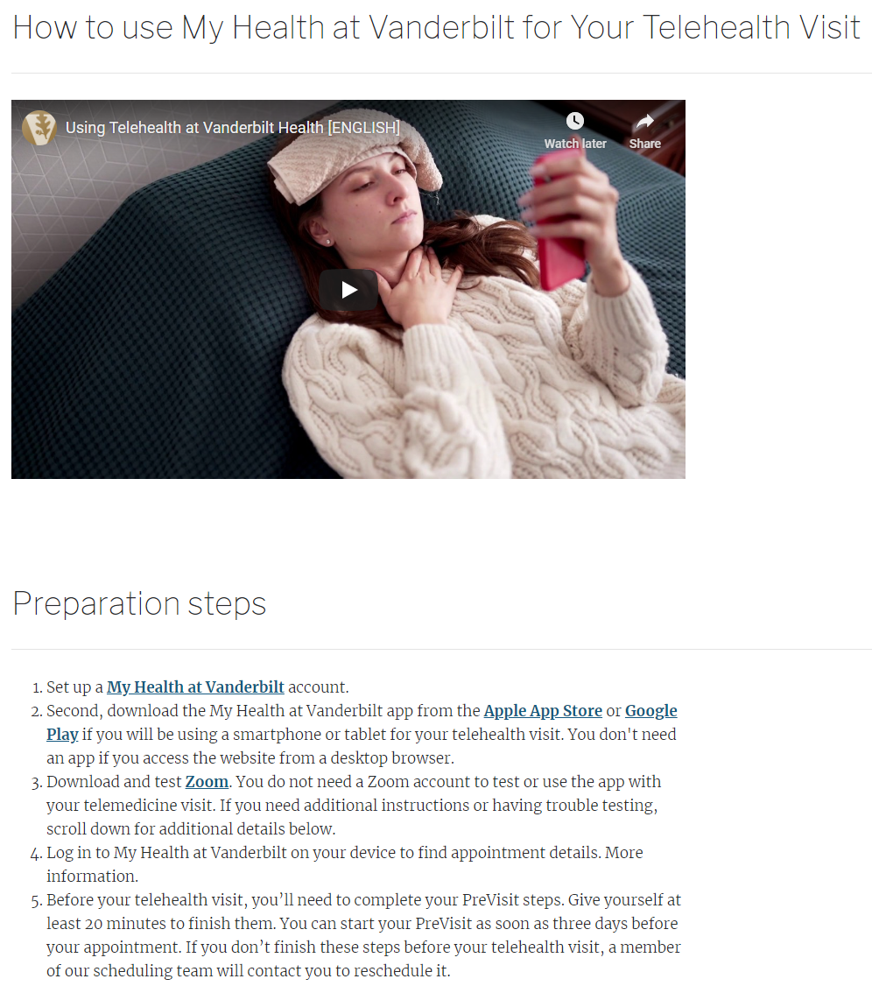 How to use My Health at Vanderbilt for Your Telehealth Visit
Using Telehealth at Vanderbilt Health [ENGLISH]
Watch later
Share
Preparation steps
1. Set up a My Health at Vanderbilt account.
2. Second, download the My Health at Vanderbilt app from the Apple App Store or Google
Play if you will be using a smartphone or tablet for your telehealth visit. You don't need
an app if you access the website from a desktop browser.
3. Download and test Zoom. You do not need a Zoom account to test or use the app with
your telemedicine visit. If you need additional instructions or having trouble testing,
scroll down for additional details below.
4. Log in to My Health at Vanderbilt on your device to find appointment details. More
information.
5. Before your telehealth visit, you’ll need to complete your PreVisit steps. Give yourself at
least 20 minutes to finish them. You can start your PreVisit as soon as three days before
your appointment. If you don’t finish these steps before your telehealth visit, a member
of our scheduling team will contact you to reschedule it.